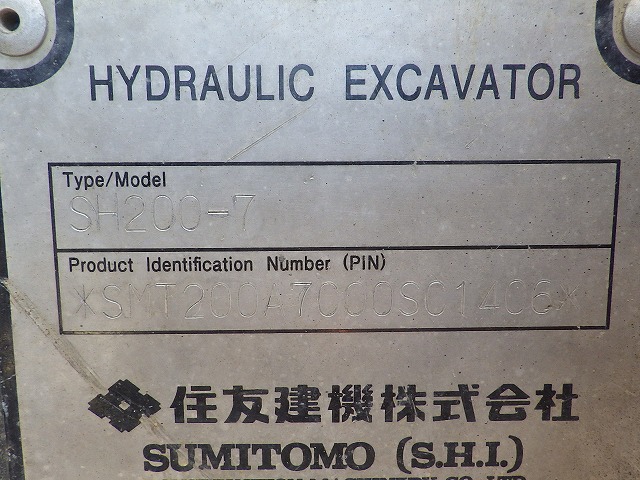 HYDRAULIC EXCAVATOR
Type/Model
SH200-7
Product Identification Number (PIN)
*SMT200A7C00SC1406*
住友建機株式会社
SUMITOMO (S.H.I.)